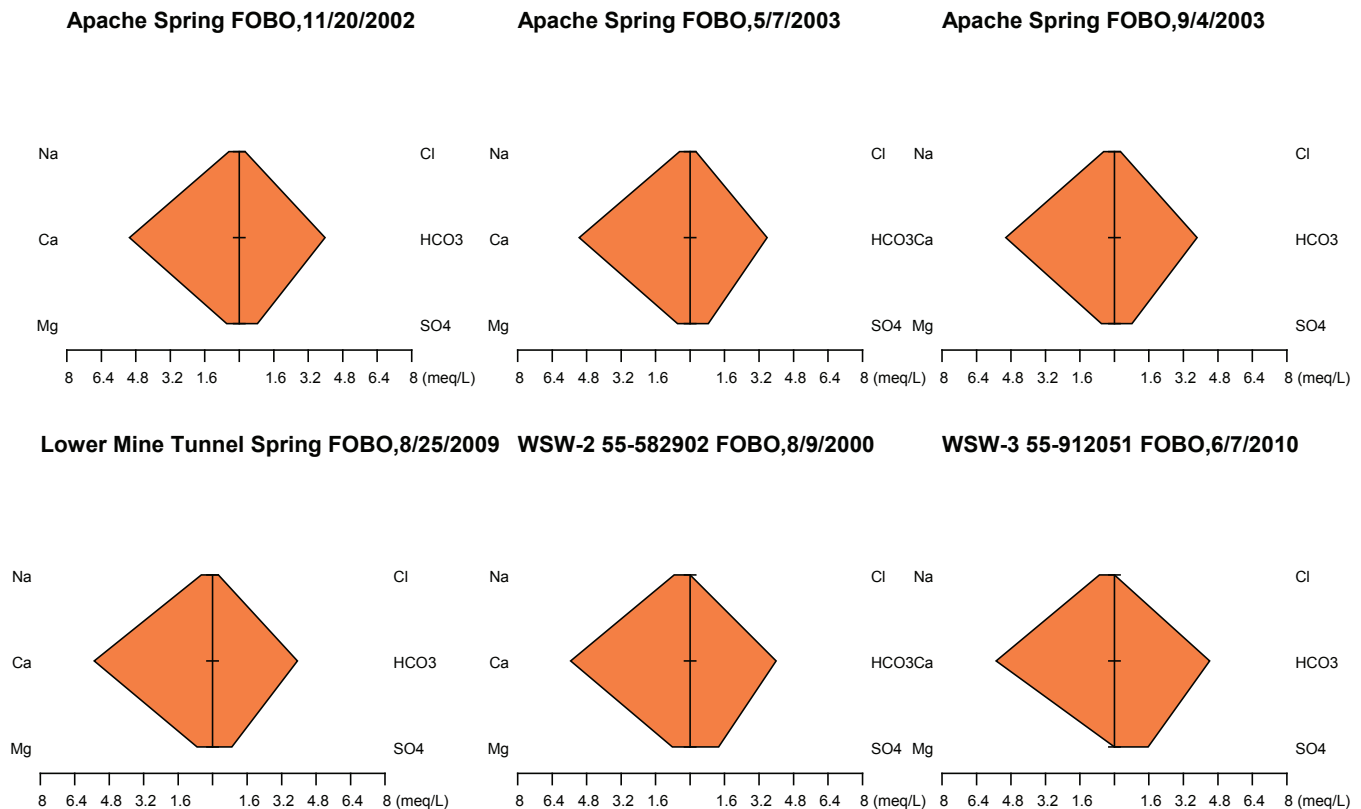 Apache Spring FOBO,11/20/2002
Na
Cl
Ca
HCO3
Mg
SO4
8 6.4 4.8 3.2 1.6 1.6 3.2 4.8 6.4 8 (meq/L)
Apache Spring FOBO,5/7/2003
Na
Cl
Ca
HCO3
Mg
SO4
8 6.4 4.8 3.2 1.6 1.6 3.2 4.8 6.4 8 (meq/L)
Apache Spring FOBO,9/4/2003
Na
Cl
Ca
HCO3
Mg
SO4
8 6.4 4.8 3.2 1.6 1.6 3.2 4.8 6.4 8 (meq/L)
Lower Mine Tunnel Spring FOBO,8/25/2009
Na
Cl
Ca
HCO3
Mg
SO4
8 6.4 4.8 3.2 1.6 1.6 3.2 4.8 6.4 8 (meq/L)
WSW-2 55-582902 FOBO,8/9/2000
Na
Cl
Ca
HCO3
Mg
SO4
8 6.4 4.8 3.2 1.6 1.6 3.2 4.8 6.4 8 (meq/L)
WSW-3 55-912051 FOBO,6/7/2010
Na
Cl
Ca
HCO3
Mg
SO4
8 6.4 4.8 3.2 1.6 1.6 3.2 4.8 6.4 8 (meq/L)